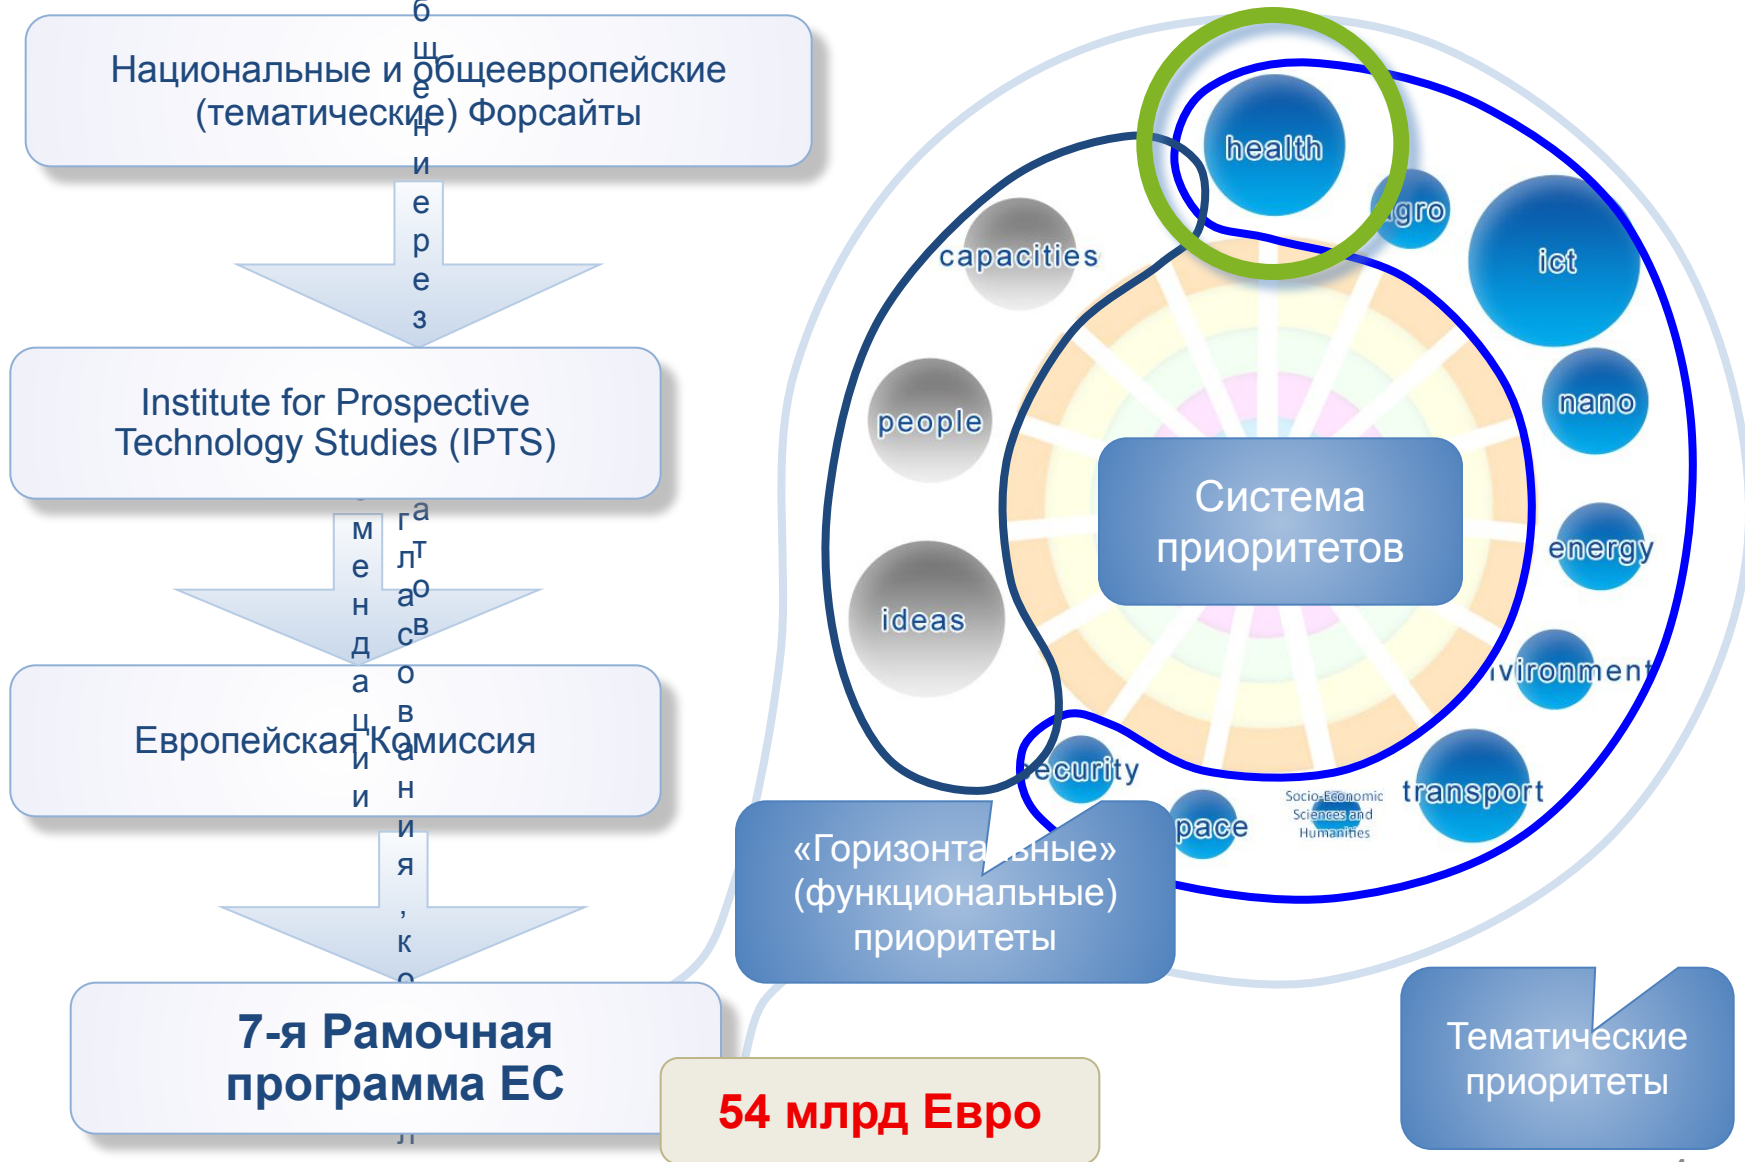 Национальные и общеевропейские
(тематические) Форсайты
б
щ
е
н
и
е
р
е
з
Institute for Prospective
Technology Studies (IPTS)
м
е
н
д
а
ц
и
и
а
т
о
в
г
л
а
с
о
в
а
н
и
я
,
к
о
л
Европейская Комиссия
7-я Рамочная
программа ЕС
54 млрд Евро
health
agro
ict
nano
energy
environment
transport
Socio-Economic
Sciences and
Humanities
space
security
capacities
people
ideas
Система
приоритетов
«Горизонтальные»
(функциональные)
приоритеты
Тематические
приоритеты